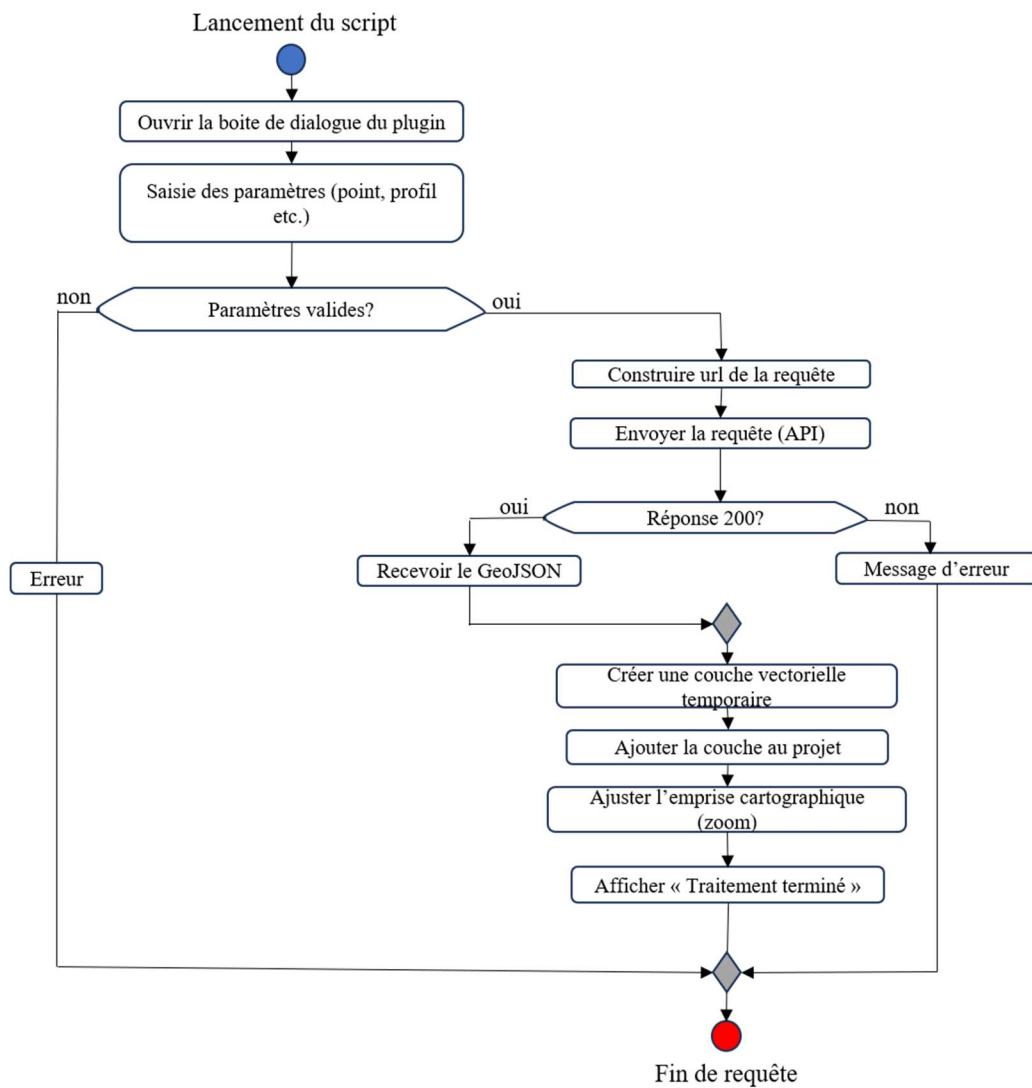 Lancement du script
Ouvrir la boite de dialogue du plugin
Saisie des paramètres (point, profil
etc.)
non
Paramètres valides?
oui
Construire url de la requête
Envoyer la requête (API)
oui
Réponse 200?
non
Erreur
Recevoir le GeoJSON
Message d’erreur
Créer une couche vectorielle
temporaire
Ajouter la couche au projet
Ajuster l’emprise cartographique
(zoom)
Afficher « Traitement terminé »
Fin de requête